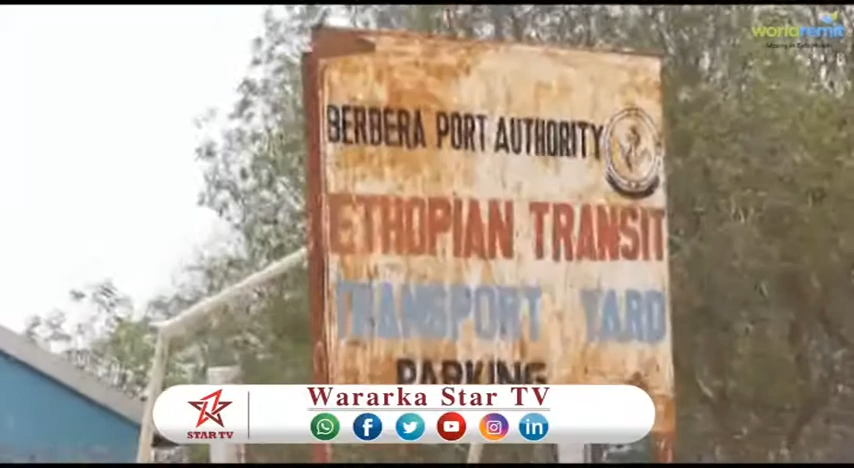 worldremit
BERBERA PORT AUTHORITY
ETHOPIAN TRANSIT
TRANSPORT YARD
PARKING
Wararka Star TV
STAR TV